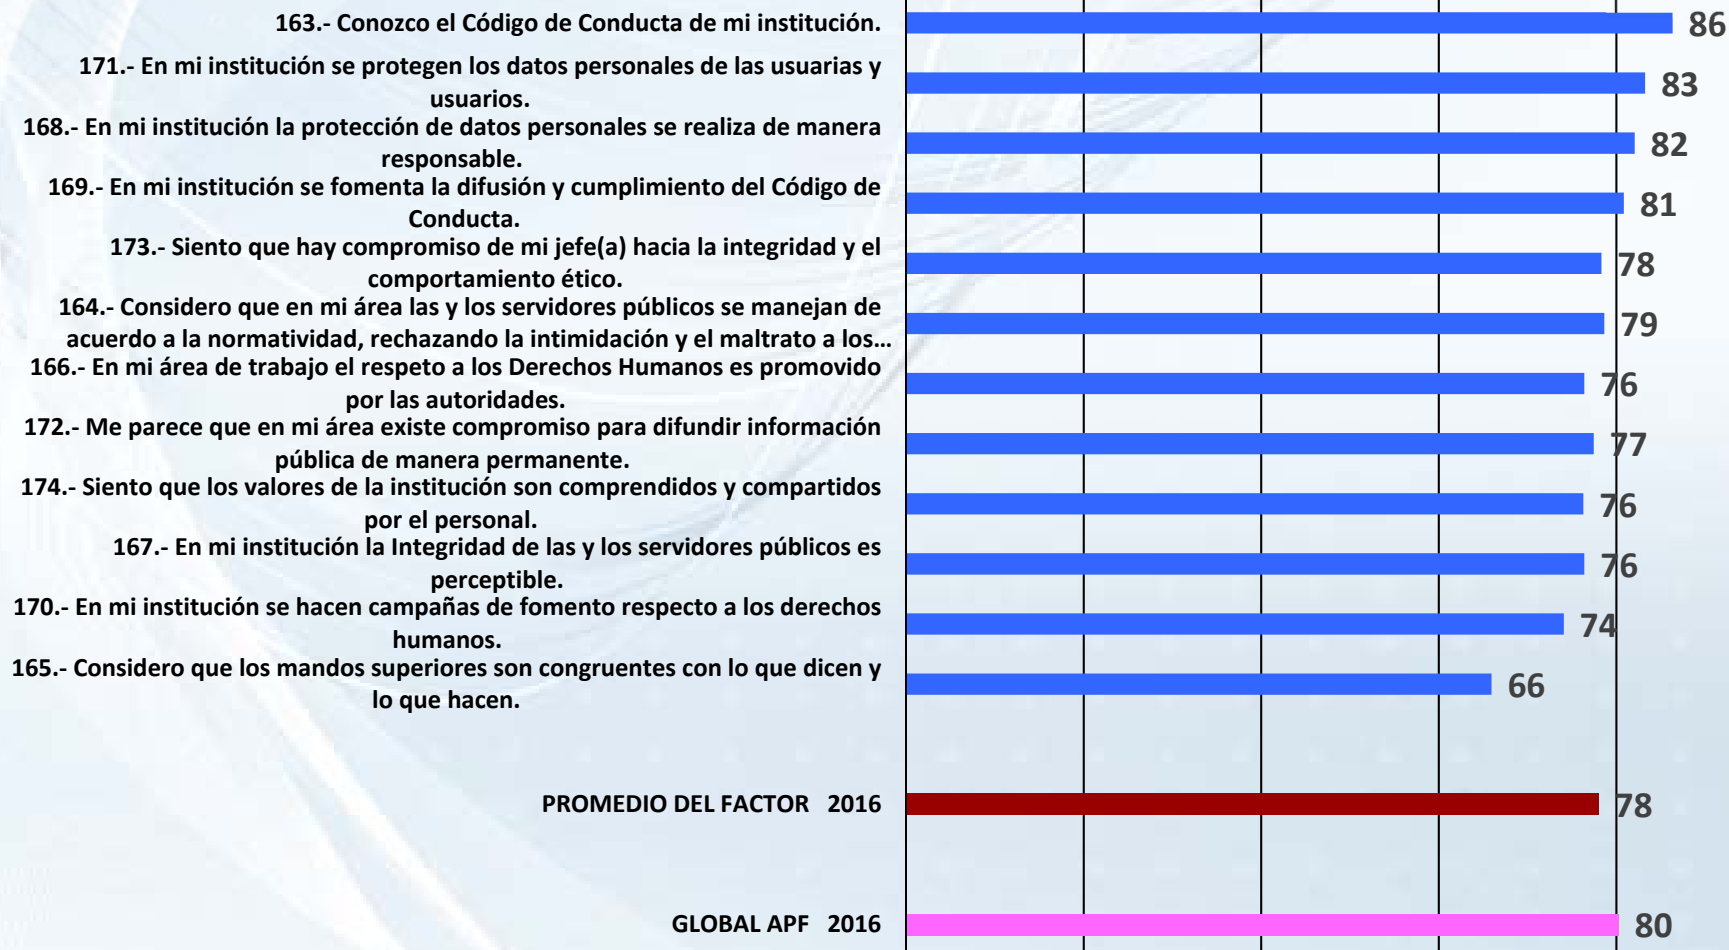 163.- Conozco el Código de Conducta de mi institución.
86
171.- En mi institución se protegen los datos personales de las usuarias y
usuarios.
83
168.- En mi institución la protección de datos personales se realiza de manera
responsable.
82
169.- En mi institución se fomenta la difusión y cumplimiento del Código de
Conducta.
81
173.- Siento que hay compromiso de mi jefe(a) hacia la integridad y el
comportamiento ético.
78
164.- Considero que en mi área las y los servidores públicos se manejan de
acuerdo a la normatividad, rechazando la intimidación y el maltrato a los…
79
166.- En mi área de trabajo el respeto a los Derechos Humanos es promovido
por las autoridades.
76
172.- Me parece que en mi área existe compromiso para difundir información
pública de manera permanente.
77
174.- Siento que los valores de la institución son comprendidos y compartidos
por el personal.
76
167.- En mi institución la Integridad de las y los servidores públicos es
perceptible.
76
170.- En mi institución se hacen campañas de fomento respecto a los derechos
humanos.
74
165.- Considero que los mandos superiores son congruentes con lo que dicen y
lo que hacen.
66
PROMEDIO DEL FACTOR 2016
78
GLOBAL APF 2016
80